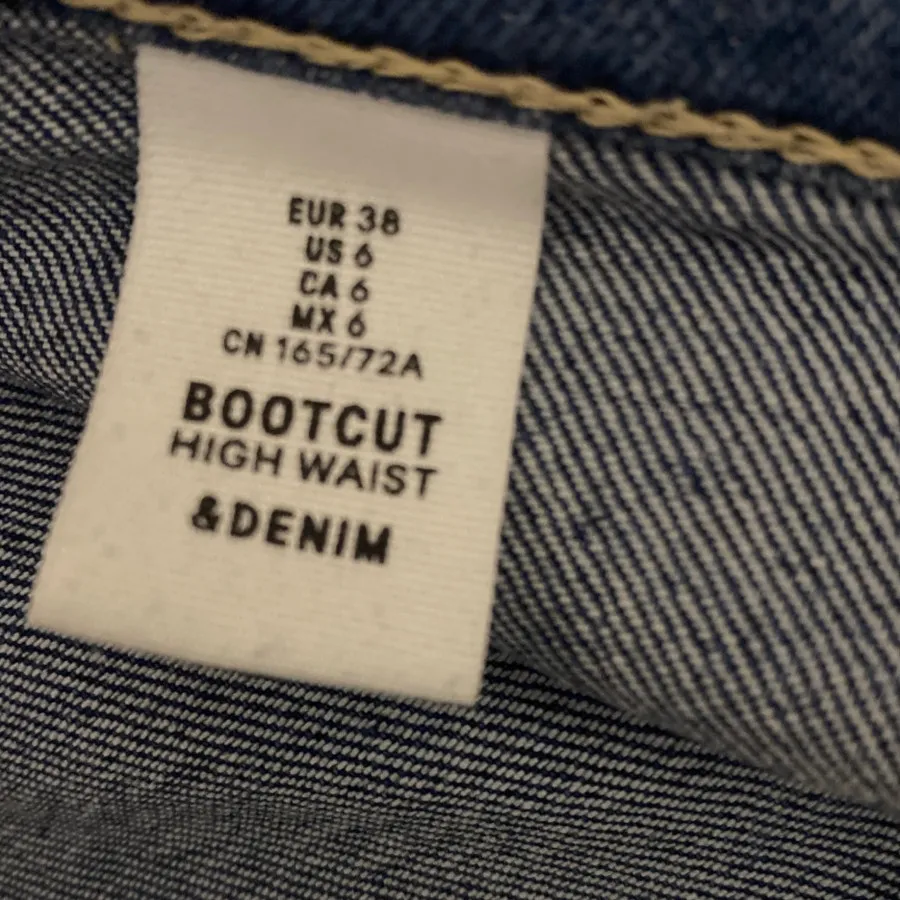 EUR 38
US 6
CA 6
MX 6
CN 165/72A
BOOTCUT
HIGH WAIST
&DENIM